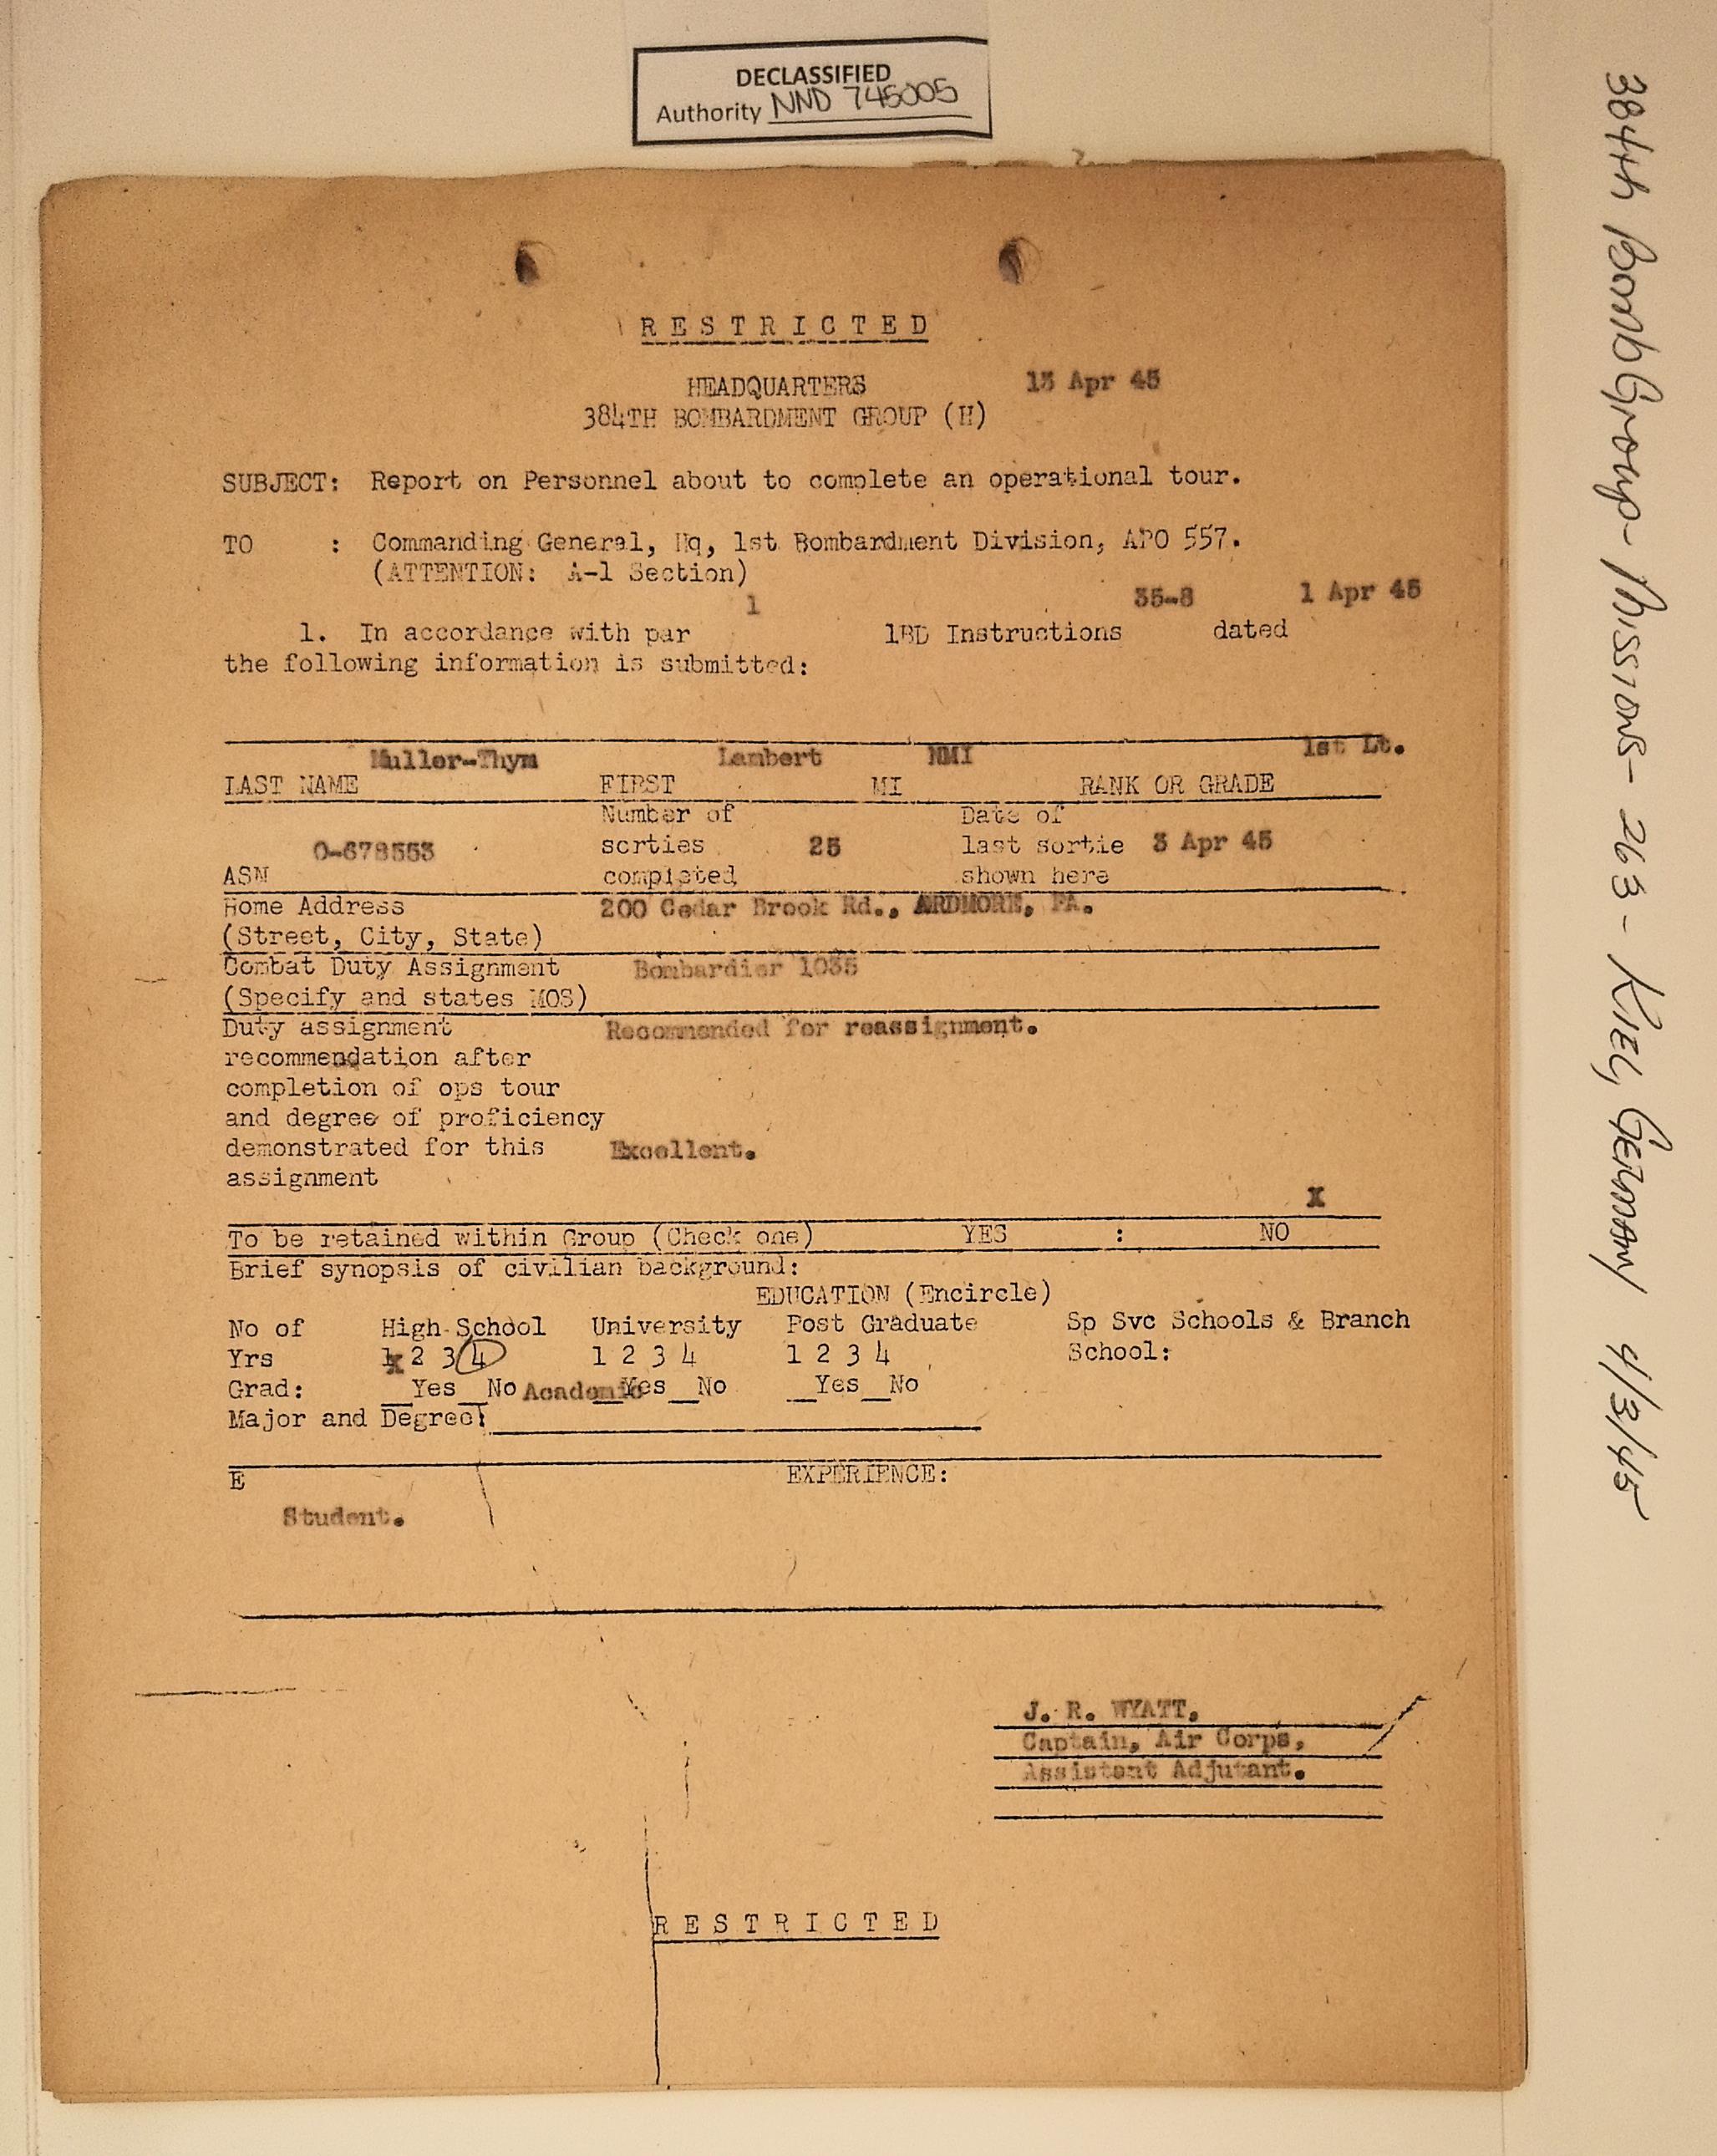 DECLASSIFIED
Authority NND 745005
RESTRICTED
HEADQUARTERS 13 Apr 45
384TH BOMBARDMENT GROUP (H)
SUBJECT: Report on Personnel about to complete an operational tour.
TO : Commanding General, Hq, 1st Bombardment Division, APO 557.
(ATTENTION: A-1 Section)
1 35-8 1 Apr 45
1. In accordance with par 1BD Instructions dated
the following information is submitted:
Muller-Thym Lambert NMI 1st Lt.
LAST NAME FIRST MI RANK OR GRADE
Number of Date of
O-678553 sorties 25 last sortie 3 Apr 45
ASN completed shown here
Home Address 200 Cedar Brook Rd., ARDMORE, PA.
(Street, City, State)
Combat Duty Assignment Bombardier 1035
(Specify and states MOS)
Duty assignment Recommended for reassignment.
recommendation after
completion of ops tour
and degree of proficiency
demonstrated for this Excellent.
assignment
X
To be retained within Group (Check one) YES : NO
Brief synopsis of civilian background:
EDUCATION (Encircle)
No of High School University Post Graduate Sp Svc Schools & Branch
Yrs 1 2 3 4 1 2 3 4 1 2 3 4 School:
x
Grad: Yes No Academic Yes No Yes No
Major and Degree:
E EXPERIENCE:
Student.
J. R. WYATT,
Captain, Air Corps,
Assistant Adjutant.
RESTRICTED
384th Bomb Group - Missions - 263 - KIEL, GERMANY 4/3/45